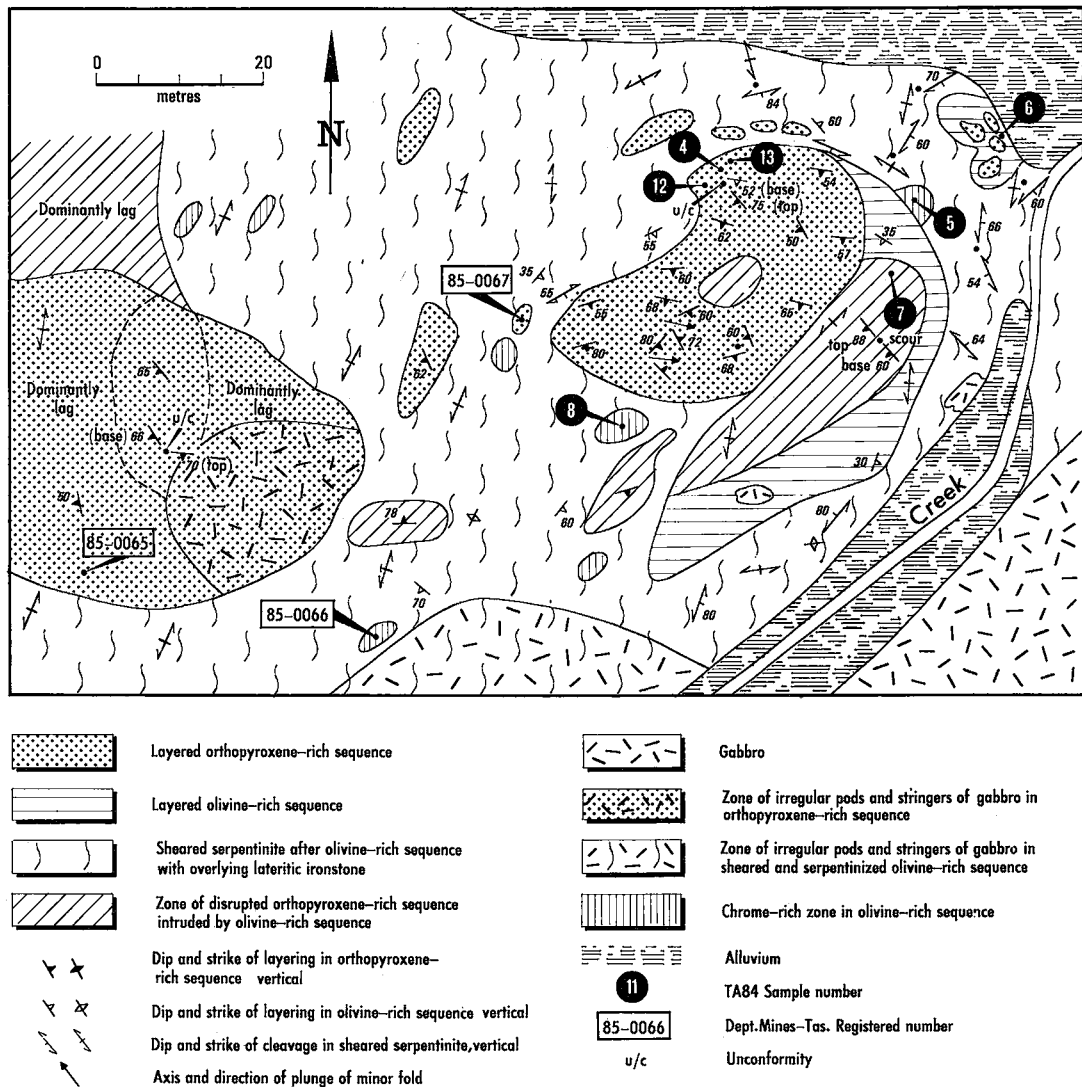 0 20
metres
N
84
70
60
6
4
13
12
u/c
52 (base)
75 (top)
54
60
66
60
5
Dominantly lag
55
62
50
67
35
66
54
85-0067
35
55
60
66
60
55
65
7
80
72
60
80
68
top 88 scour
base 60
64
62
8
Dominantly
lag
Dominantly
lag
66
u/c
(base) 66
70 (top)
60
85-0065
30
78
60
80
Creek
85-0066
70
80
Layered orthopyroxene-rich sequence
Layered olivine-rich sequence
Sheared serpentinite after olivine-rich sequence
with overlying lateritic ironstone
Zone of disrupted orthopyroxene-rich sequence
intruded by olivine-rich sequence
Dip and strike of layering in orthopyroxene-
rich sequence vertical
Dip and strike of layering in olivine-rich sequence vertical
Dip and strike of cleavage in sheared serpentinite, vertical
Axis and direction of plunge of minor fold
Gabbro
Zone of irregular pods and stringers of gabbro in
orthopyroxene-rich sequence
Zone of irregular pods and stringers of gabbro in
sheared and serpentinized olivine-rich sequence
Chrome-rich zone in olivine-rich sequence
Alluvium
11 TA84 Sample number
85-0066 Dept.Mines-Tas. Registered number
u/c Unconformity